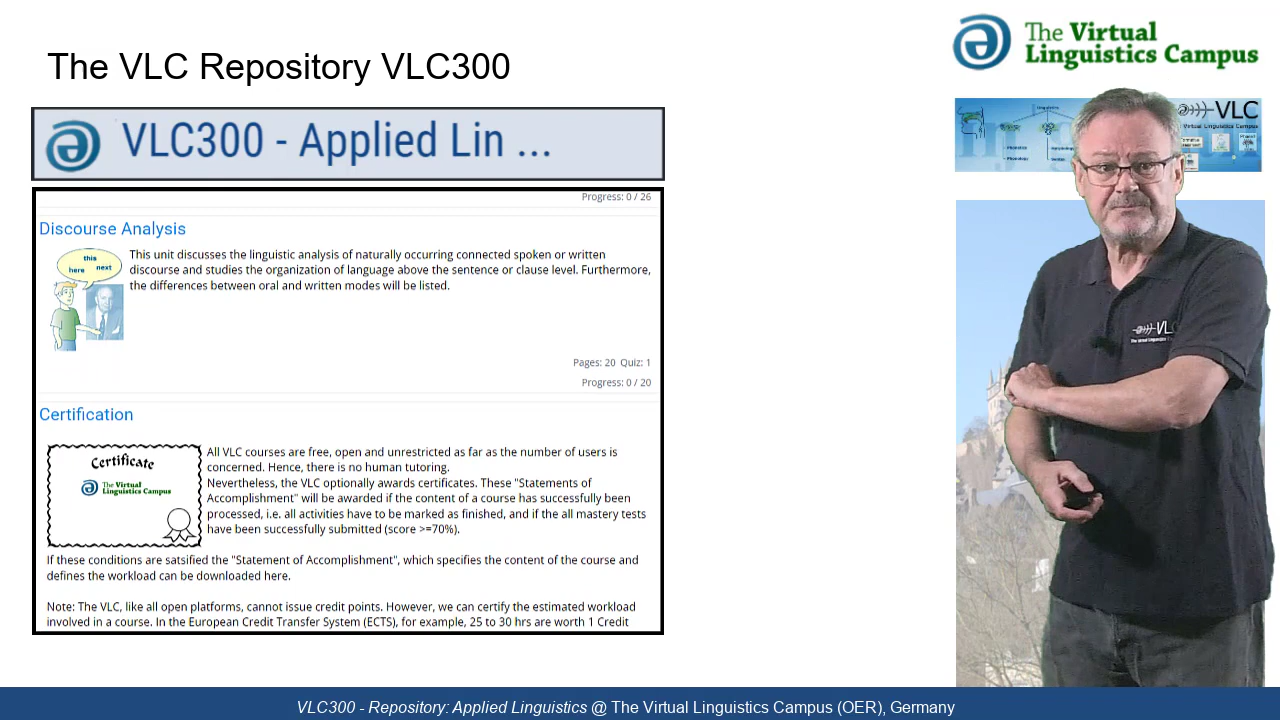 The VLC Repository VLC300
The Virtual
Linguistics Campus
VLC300 - Applied Lin ...
VLC
Virtual Linguistics Campus
Progress: 0 / 26
Discourse Analysis
this
here next
This unit discusses the linguistic analysis of naturally occurring connected spoken or written
discourse and studies the organization of language above the sentence or clause level. Furthermore,
the differences between oral and written modes will be listed.
Pages: 20 Quiz: 1
Progress: 0 / 20
Certification
Certificate
The Virtual
Linguistics Campus
All VLC courses are free, open and unrestricted as far as the number of users is
concerned. Hence, there is no human tutoring.
Nevertheless, the VLC optionally awards certificates. These "Statements of
Accomplishment" will be awarded if the content of a course has successfully been
processed, i.e. all activities have to be marked as finished, and if the all mastery tests
have been successfully submitted (score >=70%).
If these conditions are satsified the "Statement of Accomplishment", which specifies the content of the course and
defines the workload can be downloaded here.
Note: The VLC, like all open platforms, cannot issue credit points. However, we can certify the estimated workload
involved in a course. In the European Credit Transfer System (ECTS), for example, 25 to 30 hrs are worth 1 Credit
VLC300 - Repository: Applied Linguistics @ The Virtual Linguistics Campus (OER), Germany